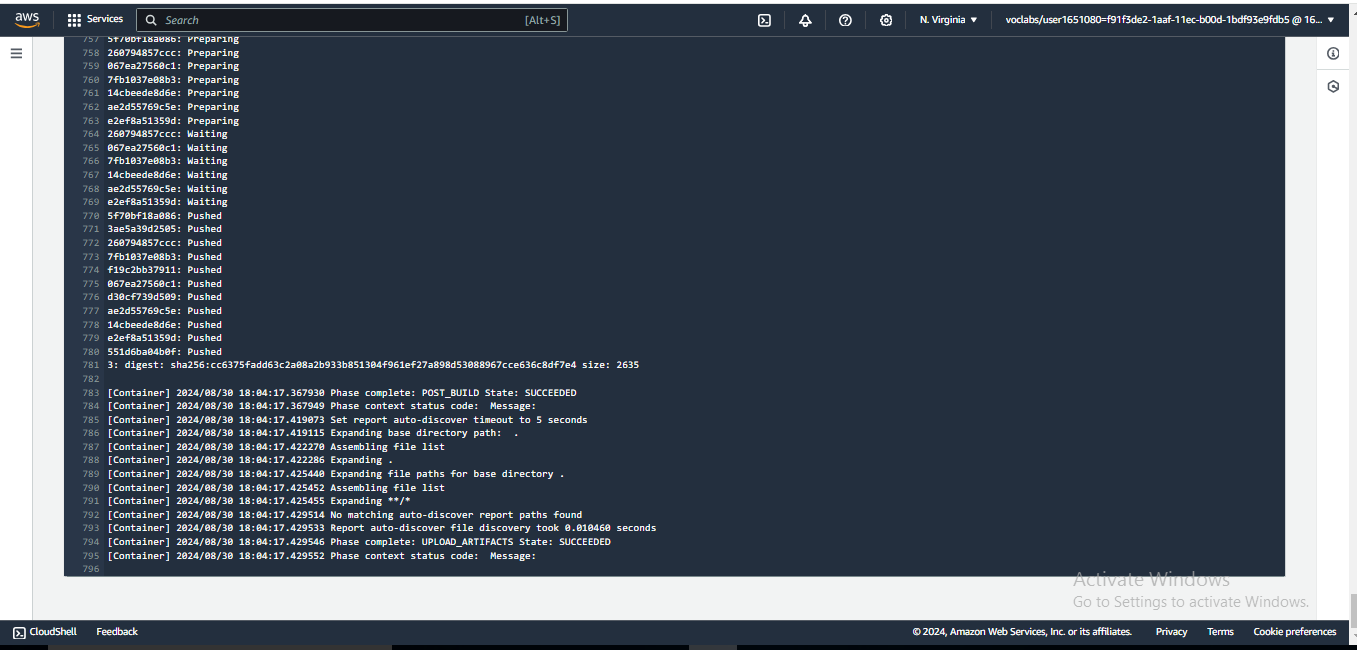 aws
Services
Search
[Alt+S]
N. Virginia
voclabs/user1651080=f91f3de2-1aaf-11ec-b00d-1bdf93e9fdb5 @ 16...
757 5f70bf18a086: Preparing
758 260794857ccc: Preparing
759 067ea27560c1: Preparing
760 7fb1037e08b3: Preparing
761 14cbeede8d6e: Preparing
762 ae2d55769c5e: Preparing
763 e2ef8a51359d: Preparing
764 260794857ccc: Waiting
765 067ea27560c1: Waiting
766 7fb1037e08b3: Waiting
767 14cbeede8d6e: Waiting
768 ae2d55769c5e: Waiting
769 e2ef8a51359d: Waiting
770 5f70bf18a086: Pushed
771 3ae5a39d2505: Pushed
772 260794857ccc: Pushed
773 7fb1037e08b3: Pushed
774 f19c2bb37911: Pushed
775 067ea27560c1: Pushed
776 d30cf739d509: Pushed
777 ae2d55769c5e: Pushed
778 14cbeede8d6e: Pushed
779 e2ef8a51359d: Pushed
780 551d6ba04b0f: Pushed
781 3: digest: sha256:cc6375fadd63c2a08a2b933b851304f961ef27a898d53088967cce636c8df7e4 size: 2635
782
783 [Container] 2024/08/30 18:04:17.367930 Phase complete: POST_BUILD State: SUCCEEDED
784 [Container] 2024/08/30 18:04:17.367949 Phase context status code:  Message:
785 [Container] 2024/08/30 18:04:17.419073 Set report auto-discover timeout to 5 seconds
786 [Container] 2024/08/30 18:04:17.419115 Expanding base directory path:  .
787 [Container] 2024/08/30 18:04:17.422270 Assembling file list
788 [Container] 2024/08/30 18:04:17.422286 Expanding .
789 [Container] 2024/08/30 18:04:17.425440 Expanding file paths for base directory .
790 [Container] 2024/08/30 18:04:17.425452 Assembling file list
791 [Container] 2024/08/30 18:04:17.425455 Expanding **/*
792 [Container] 2024/08/30 18:04:17.429514 No matching auto-discover report paths found
793 [Container] 2024/08/30 18:04:17.429533 Report auto-discover file discovery took 0.010460 seconds
794 [Container] 2024/08/30 18:04:17.429546 Phase complete: UPLOAD_ARTIFACTS State: SUCCEEDED
795 [Container] 2024/08/30 18:04:17.429552 Phase context status code:  Message:
796
Activate Windows
Go to Settings to activate Windows.
CloudShell
Feedback
© 2024, Amazon Web Services, Inc. or its affiliates.
Privacy
Terms
Cookie preferences